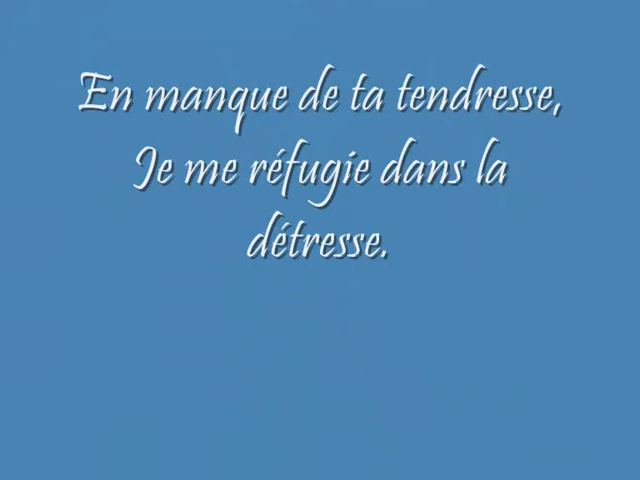 En manque de ta tendresse,
Je me réfugie dans la
détresse.